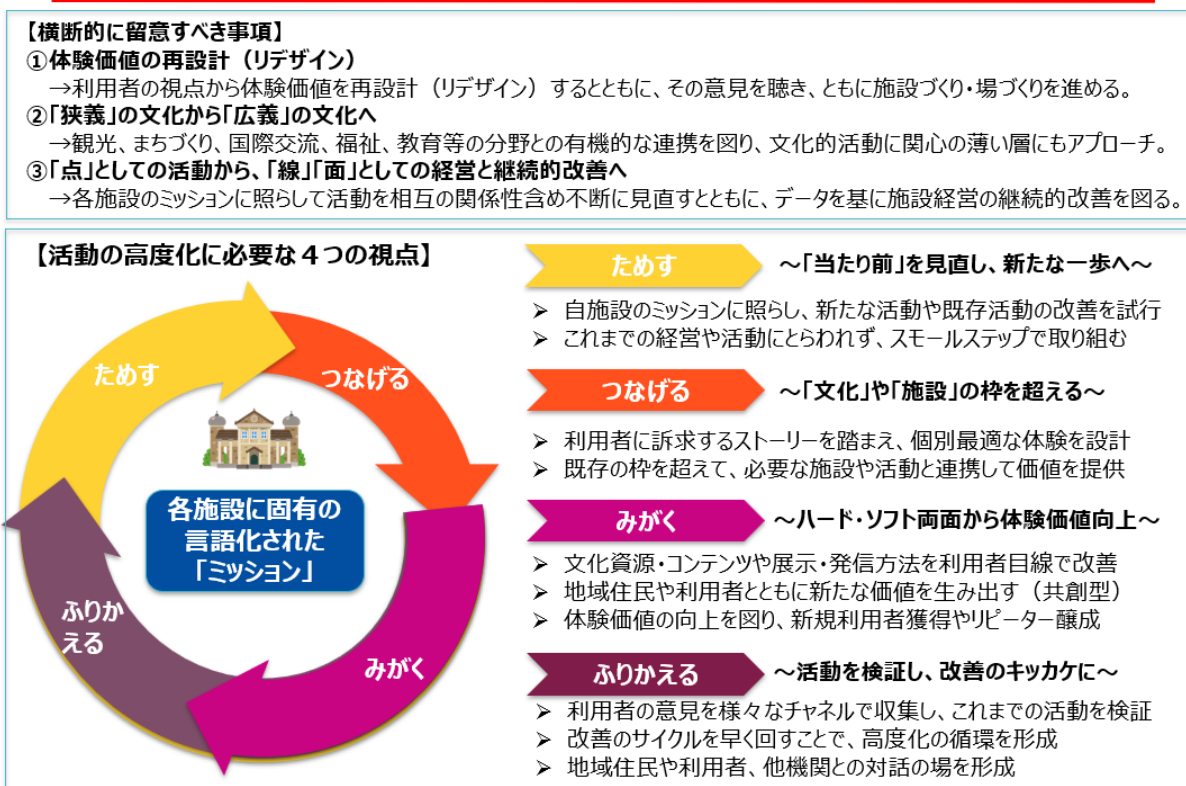 【横断的に留意すべき事項】
①体験価値の再設計（リデザイン）
→利用者の視点から体験価値を再設計（リデザイン）するとともに、その意見を聴き、ともに施設づくり・場づくりを進める。
②「狭義」の文化から「広義」の文化へ
→観光、まちづくり、国際交流、福祉、教育等の分野との有機的な連携を図り、文化的活動に関心の薄い層にもアプローチ。
③「点」としての活動から、「線」「面」としての経営と継続的改善へ
→各施設のミッションに照らして活動を相互の関係性含め不断に見直すとともに、データを基に施設経営の継続的改善を図る。
【活動の高度化に必要な４つの視点】
ためす
つなげる
各施設に固有の
言語化された
「ミッション」
ふりか
える
みがく
ためす ～「当たり前」を見直し、新たな一歩へ～
➢ 自施設のミッションに照らし、新たな活動や既存活動の改善を試行
➢ これまでの経営や活動にとらわれず、スモールステップで取り組む
つなげる ～「文化」や「施設」の枠を超える～
➢ 利用者に訴求するストーリーを踏まえ、個別最適な体験を設計
➢ 既存の枠を超えて、必要な施設や活動と連携して価値を提供
みがく ～ハード・ソフト両面から体験価値向上～
➢ 文化資源・コンテンツや展示・発信方法を利用者目線で改善
➢ 地域住民や利用者とともに新たな価値を生み出す（共創型）
➢ 体験価値の向上を図り、新規利用者獲得やリピーター醸成
ふりかえる ～活動を検証し、改善のキッカケに～
➢ 利用者の意見を様々なチャネルで収集し、これまでの活動を検証
➢ 改善のサイクルを早く回すことで、高度化の循環を形成
➢ 地域住民や利用者、他機関との対話の場を形成